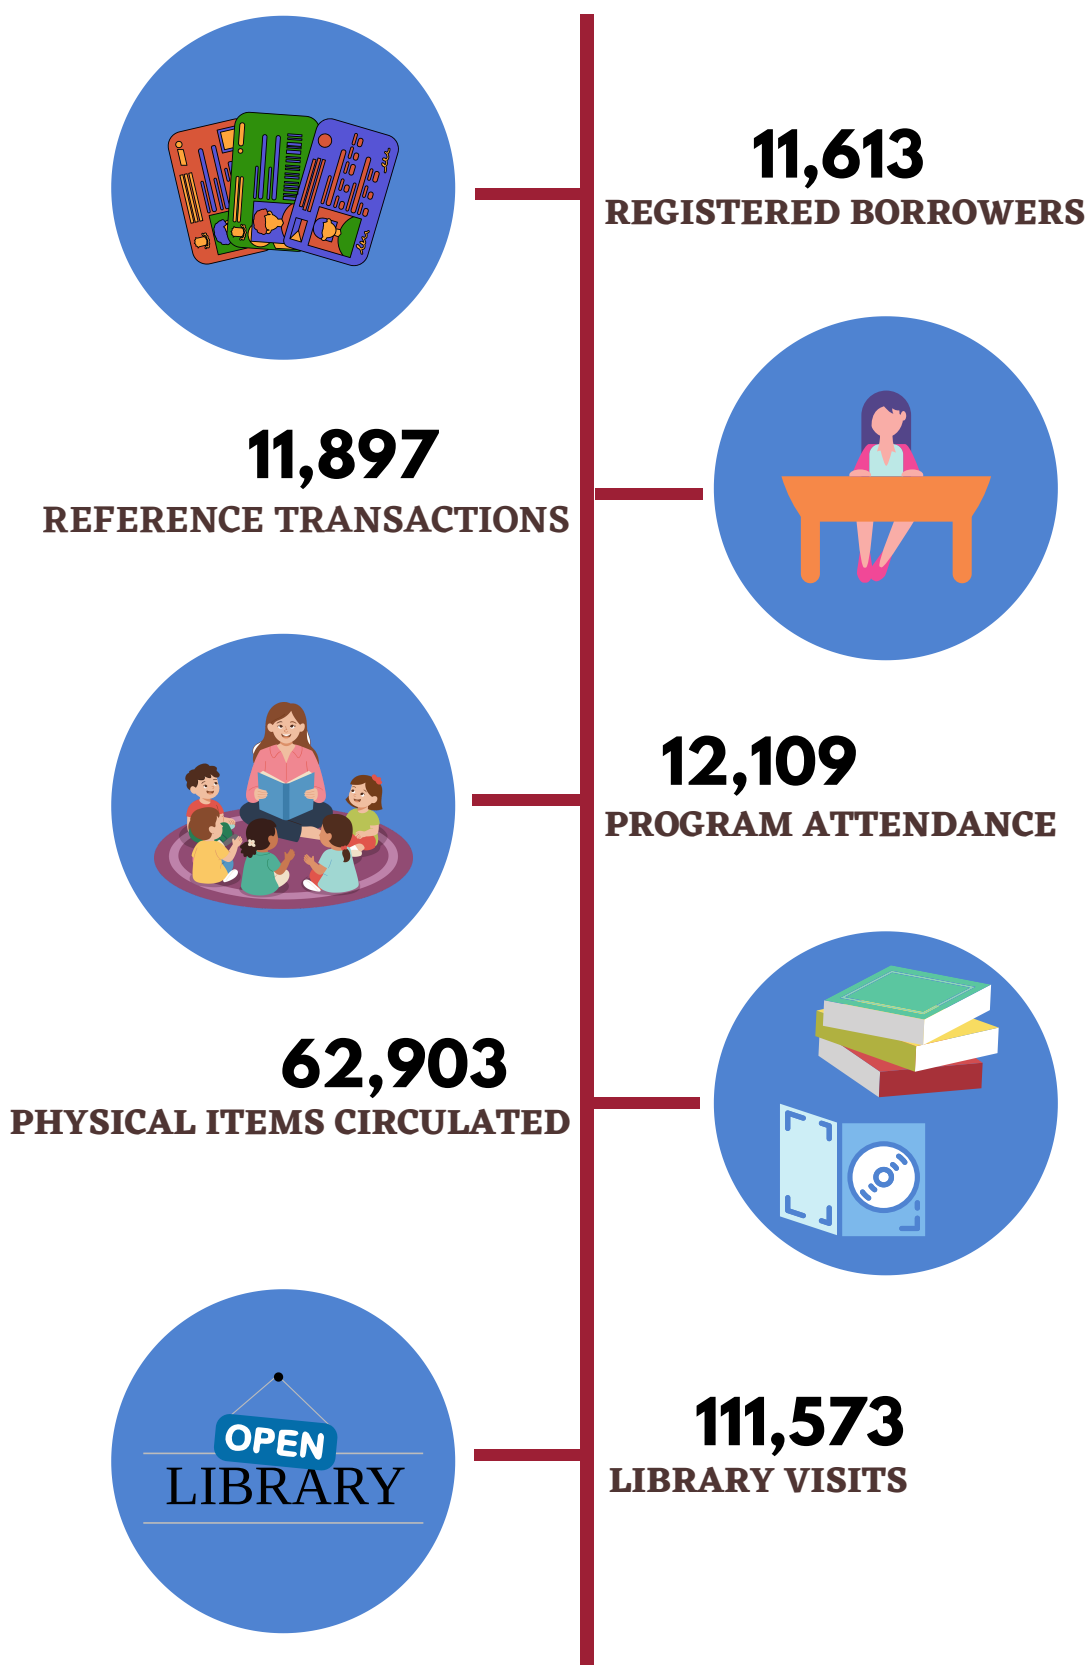 11,613
REGISTERED BORROWERS
11,897
REFERENCE TRANSACTIONS
12,109
PROGRAM ATTENDANCE
62,903
PHYSICAL ITEMS CIRCULATED
OPEN
LIBRARY
111,573
LIBRARY VISITS